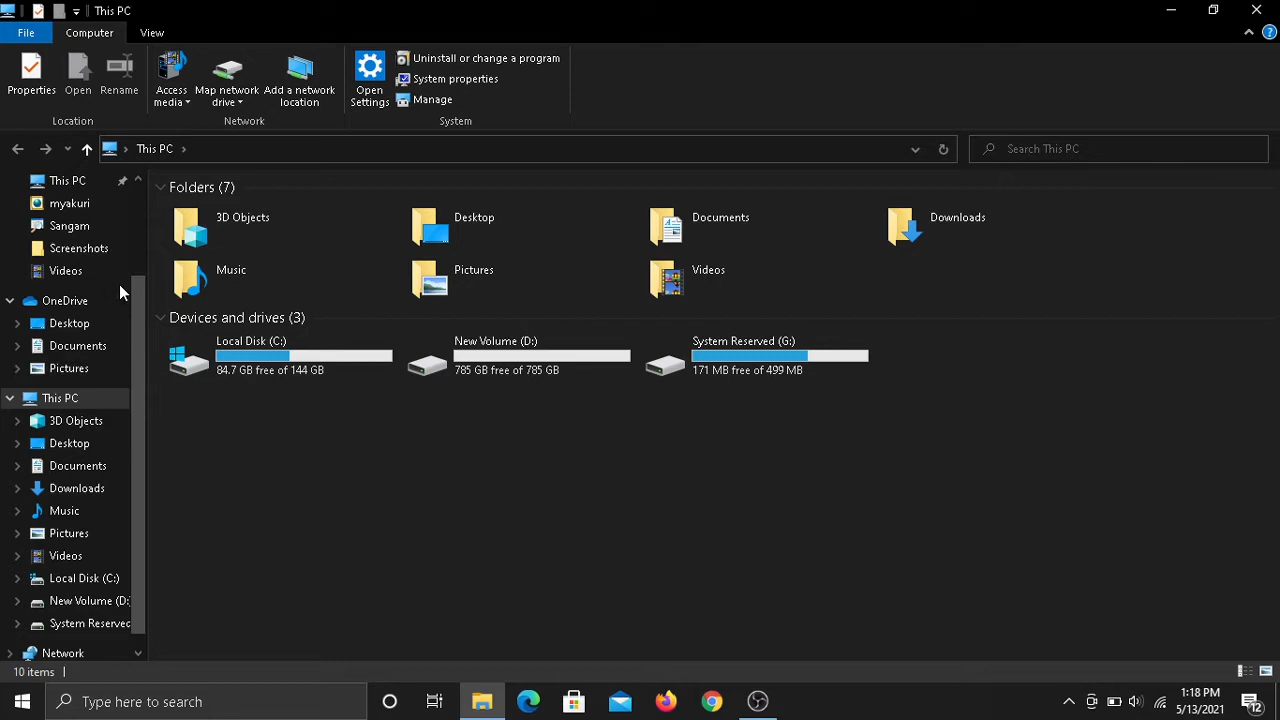 This PC
File
Computer
View
Properties
Open
Rename
Access
media
Map network
drive
Add a network
location
Open
Settings
Uninstall or change a program
System properties
Manage
Location
Network
System
This PC
Search This PC
This PC
myakuri
Sangam
Screenshots
Videos
OneDrive
Desktop
Documents
Pictures
This PC
3D Objects
Desktop
Documents
Downloads
Music
Pictures
Videos
Local Disk (C:)
New Volume (D:
System Reserved
Network
Folders (7)
3D Objects
Desktop
Documents
Downloads
Music
Pictures
Videos
Devices and drives (3)
Local Disk (C:)
84.7 GB free of 144 GB
New Volume (D:)
785 GB free of 785 GB
System Reserved (G:)
171 MB free of 499 MB
10 items
Type here to search
1:18 PM
5/13/2021
12